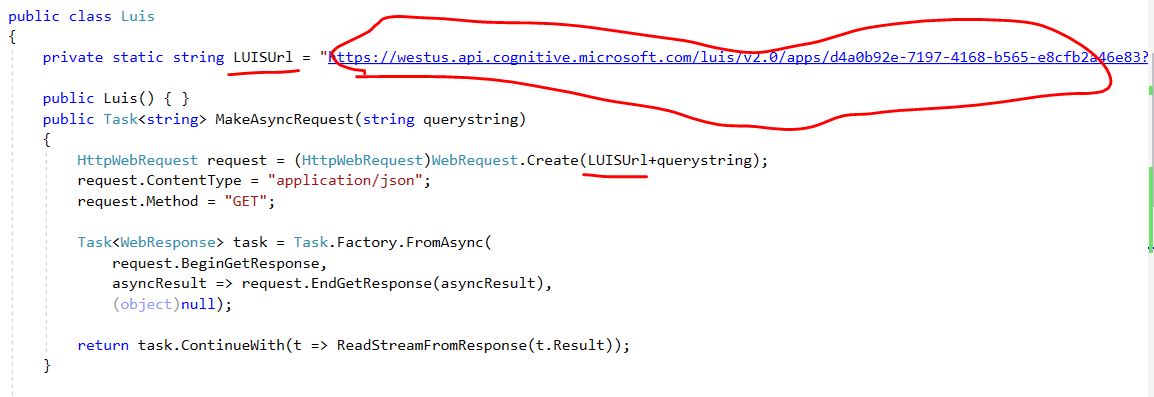 public class Luis
{
private static string LUISUrl = "https://westus.api.cognitive.microsoft.com/luis/v2.0/apps/d4a0b92e-7197-4168-b565-e8cfb2a46e83?
public Luis() { }
public Task<string> MakeAsyncRequest(string querystring)
{
HttpWebRequest request = (HttpWebRequest)WebRequest.Create(LUISUrl+querystring);
request.ContentType = "application/json";
request.Method = "GET";
Task<WebResponse> task = Task.Factory.FromAsync(
request.BeginGetResponse,
asyncResult => request.EndGetResponse(asyncResult),
(object)null);
return task.ContinueWith(t => ReadStreamFromResponse(t.Result));
}